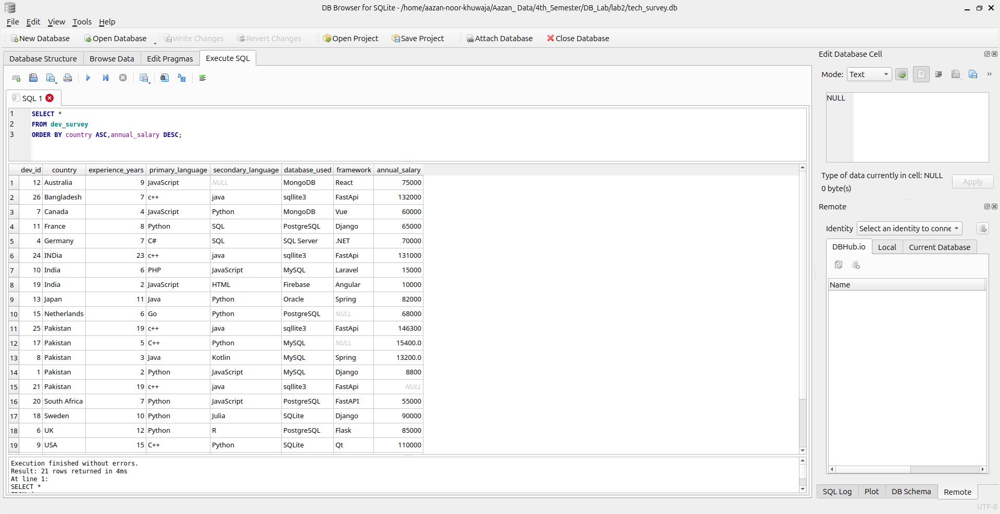 DB Browser for SQLite - /home/aazan-noor-khuwaja/Aazan_ Data/4th_Semester/DB_Lab/lab2/tech_survey.db
File Edit View Tools Help
New Database Open Database Write Changes Revert Changes Open Project Save Project Attach Database Close Database
Database Structure Browse Data Edit Pragmas Execute SQL
SQL 1
1 SELECT *
2 FROM dev_survey
3 ORDER BY country ASC,annual_salary DESC;
dev_id country experience_years primary_language secondary_language database_used framework annual_salary
1 12 Australia 9 JavaScript NULL MongoDB React 75000
2 26 Bangladesh 7 c++ java sqllite3 FastApi 132000
3 7 Canada 4 JavaScript Python MongoDB Vue 60000
4 11 France 8 Python SQL PostgreSQL Django 65000
5 4 Germany 7 C# SQL SQL Server .NET 70000
6 24 INDia 23 c++ java sqllite3 FastApi 131000
7 10 India 6 PHP JavaScript MySQL Laravel 15000
8 19 India 2 JavaScript HTML Firebase Angular 10000
9 13 Japan 11 Java Python Oracle Spring 82000
10 15 Netherlands 6 Go Python PostgreSQL NULL 68000
11 25 Pakistan 19 c++ java sqllite3 FastApi 146300
12 17 Pakistan 5 C++ Python MySQL NULL 15400.0
13 8 Pakistan 3 Java Kotlin MySQL Spring 13200.0
14 1 Pakistan 2 Python JavaScript MySQL Django 8800
15 21 Pakistan 19 c++ java sqllite3 FastApi NULL
16 20 South Africa 7 Python JavaScript PostgreSQL FastAPI 55000
17 18 Sweden 10 Python Julia SQLite Django 90000
18 6 UK 12 Python R PostgreSQL Flask 85000
19 9 USA 15 C++ Python SQLite Qt 110000
Execution finished without errors.
Result: 21 rows returned in 4ms
At line 1:
SELECT *
Edit Database Cell
Mode: Text
NULL
Type of data currently in cell: NULL
0 byte(s)
Apply
Remote
Identity Select an identity to conne
DBHub.io Local Current Database
Name
SQL Log Plot DB Schema Remote
UTF-8